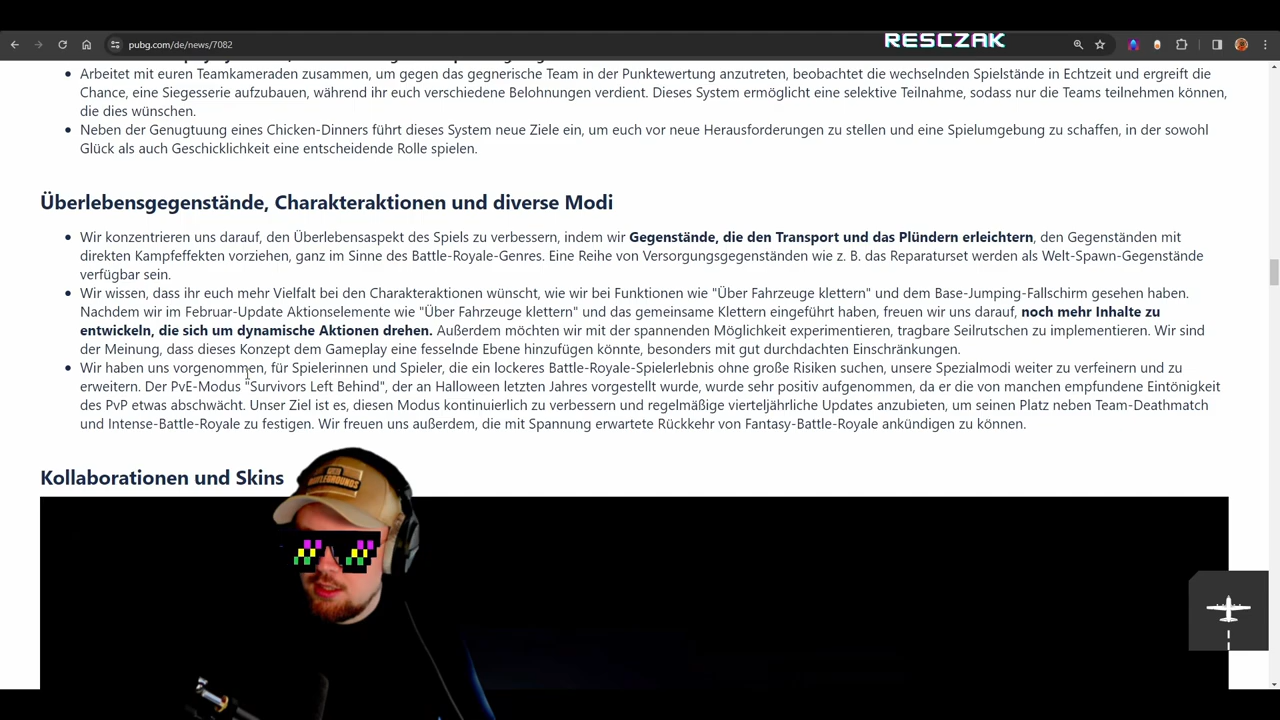 pubg.com/de/news/7082
RESCZAK
Arbeitet mit euren Teamkameraden zusammen, um gegen das gegnerische Team in der Punktewertung anzutreten, beobachtet die wechselnden Spielstände in Echtzeit und ergreift die
Chance, eine Siegesserie aufzubauen, während ihr euch verschiedene Belohnungen verdient. Dieses System ermöglicht eine selektive Teilnahme, sodass nur die Teams teilnehmen können,
die dies wünschen.
Neben der Genugtuung eines Chicken-Dinners führt dieses System neue Ziele ein, um euch vor neue Herausforderungen zu stellen und eine Spielumgebung zu schaffen, in der sowohl
Glück als auch Geschicklichkeit eine entscheidende Rolle spielen.
Überlebensgegenstände, Charakteraktionen und diverse Modi
Wir konzentrieren uns darauf, den Überlebensaspekt des Spiels zu verbessern, indem wir Gegenstände, die den Transport und das Plündern erleichtern, den Gegenständen mit
direkten Kampfeffekten vorziehen, ganz im Sinne des Battle-Royale-Genres. Eine Reihe von Versorgungsgegenständen wie z. B. das Reparaturset werden als Welt-Spawn-Gegenstände
verfügbar sein.
Wir wissen, dass ihr euch mehr Vielfalt bei den Charakteraktionen wünscht, wie wir bei Funktionen wie "Über Fahrzeuge klettern" und dem Base-Jumping-Fallschirm gesehen haben.
Nachdem wir im Februar-Update Aktionselemente wie "Über Fahrzeuge klettern" und das gemeinsame Klettern eingeführt haben, freuen wir uns darauf, noch mehr Inhalte zu
entwickeln, die sich um dynamische Aktionen drehen. Außerdem möchten wir mit der spannenden Möglichkeit experimentieren, tragbare Seilrutschen zu implementieren. Wir sind
der Meinung, dass dieses Konzept dem Gameplay eine fesselnde Ebene hinzufügen könnte, besonders mit gut durchdachten Einschränkungen.
Wir haben uns vorgenommen, für Spielerinnen und Spieler, die ein lockeres Battle-Royale-Spielerlebnis ohne große Risiken suchen, unsere Spezialmodi weiter zu verfeinern und zu
erweitern. Der PvE-Modus "Survivors Left Behind", der an Halloween letzten Jahres vorgestellt wurde, wurde sehr positiv aufgenommen, da er die von manchen empfundene Eintönigkeit
des PvP etwas abschwächt. Unser Ziel ist es, diesen Modus kontinuierlich zu verbessern und regelmäßige vierteljährliche Updates anzubieten, um seinen Platz neben Team-Deathmatch
und Intense-Battle-Royale zu festigen. Wir freuen uns außerdem, die mit Spannung erwartete Rückkehr von Fantasy-Battle-Royale ankündigen zu können.
Kollaborationen und Skins